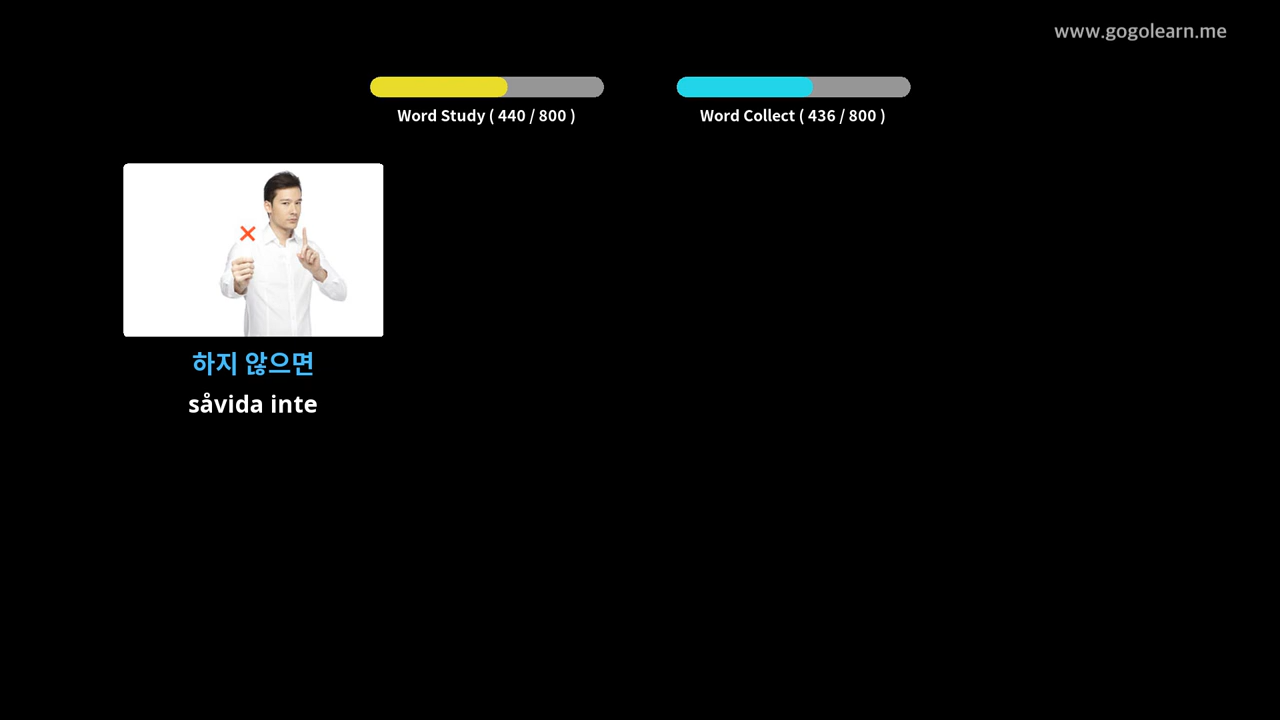 www.gogolearn.me
Word Study ( 440 / 800 )
Word Collect ( 436 / 800 )
하지 않으면
såvida inte